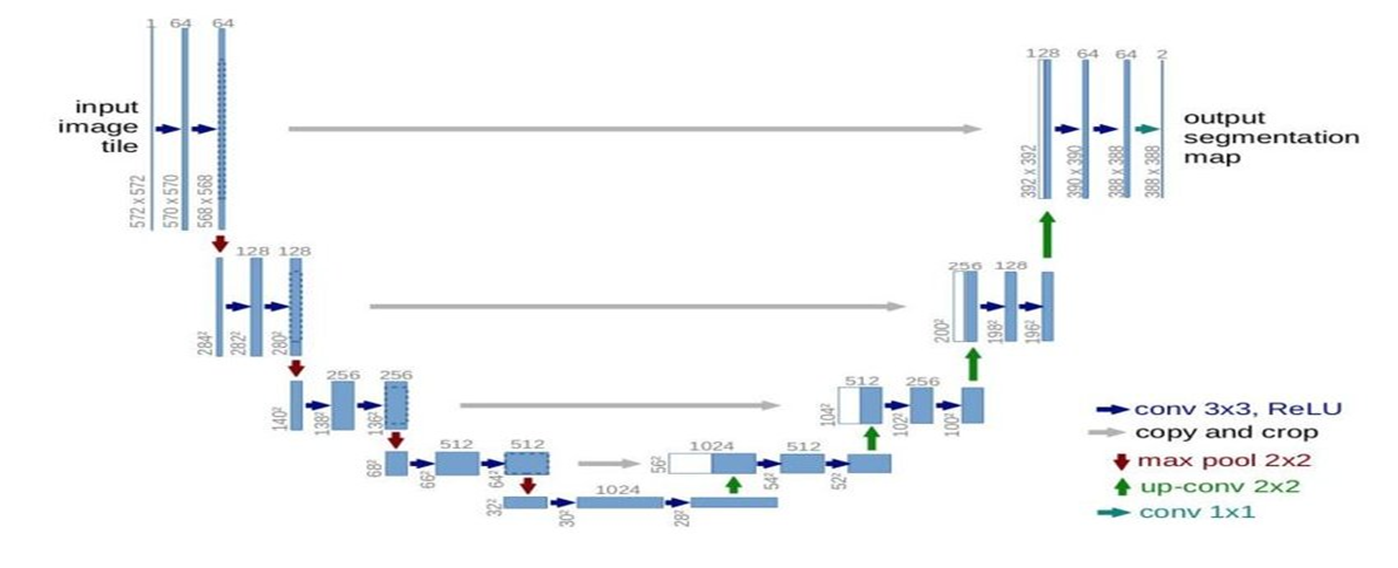 1 64 64
128
64 64 2
input
image
tile
output
segmentation
map
572 x 572
570 x 570
568 x 568
392 x 392
390 x 390
388 x 388
388 x 388
128 128
256 128
284²
282²
280²
200²
198²
196²
256 256
512 256
140²
138²
136²
104²
102²
100²
512 512
1024 512
68²
66²
64²
56²
54²
52²
1024
32²
30²
28²
conv 3x3, ReLU
copy and crop
max pool 2x2
up-conv 2x2
conv 1x1